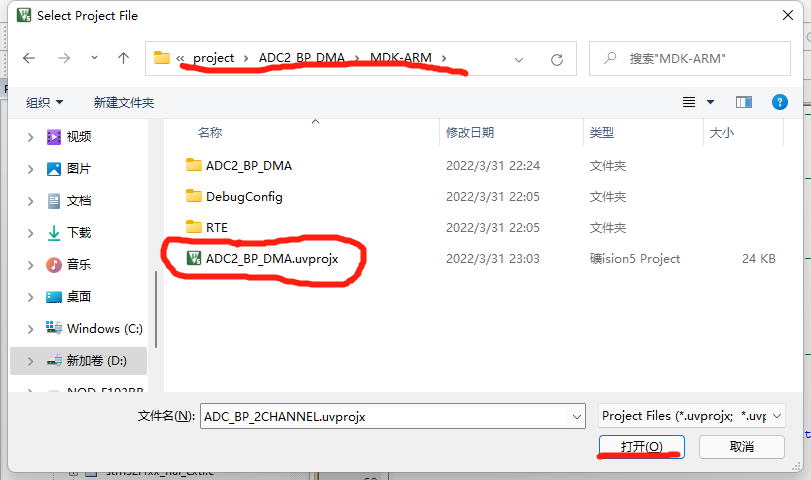 Select Project File
« project › ADC2_BP_DMA › MDK-ARM ›
搜索"MDK-ARM"
组织 新建文件夹
名称 修改日期 类型 大小
视频
图片
文档
下载
音乐
桌面
Windows (C:)
新加卷 (D:)
ADC2_BP_DMA 2022/3/31 22:24 文件夹
DebugConfig 2022/3/31 22:05 文件夹
RTE 2022/3/31 22:05 文件夹
ADC2_BP_DMA.uvprojx 2022/3/31 23:03 礦ision5 Project 24 KB
文件名(N): ADC_BP_2CHANNEL.uvprojx Project Files (*.uvprojx; *.uvp
打开(O) 取消